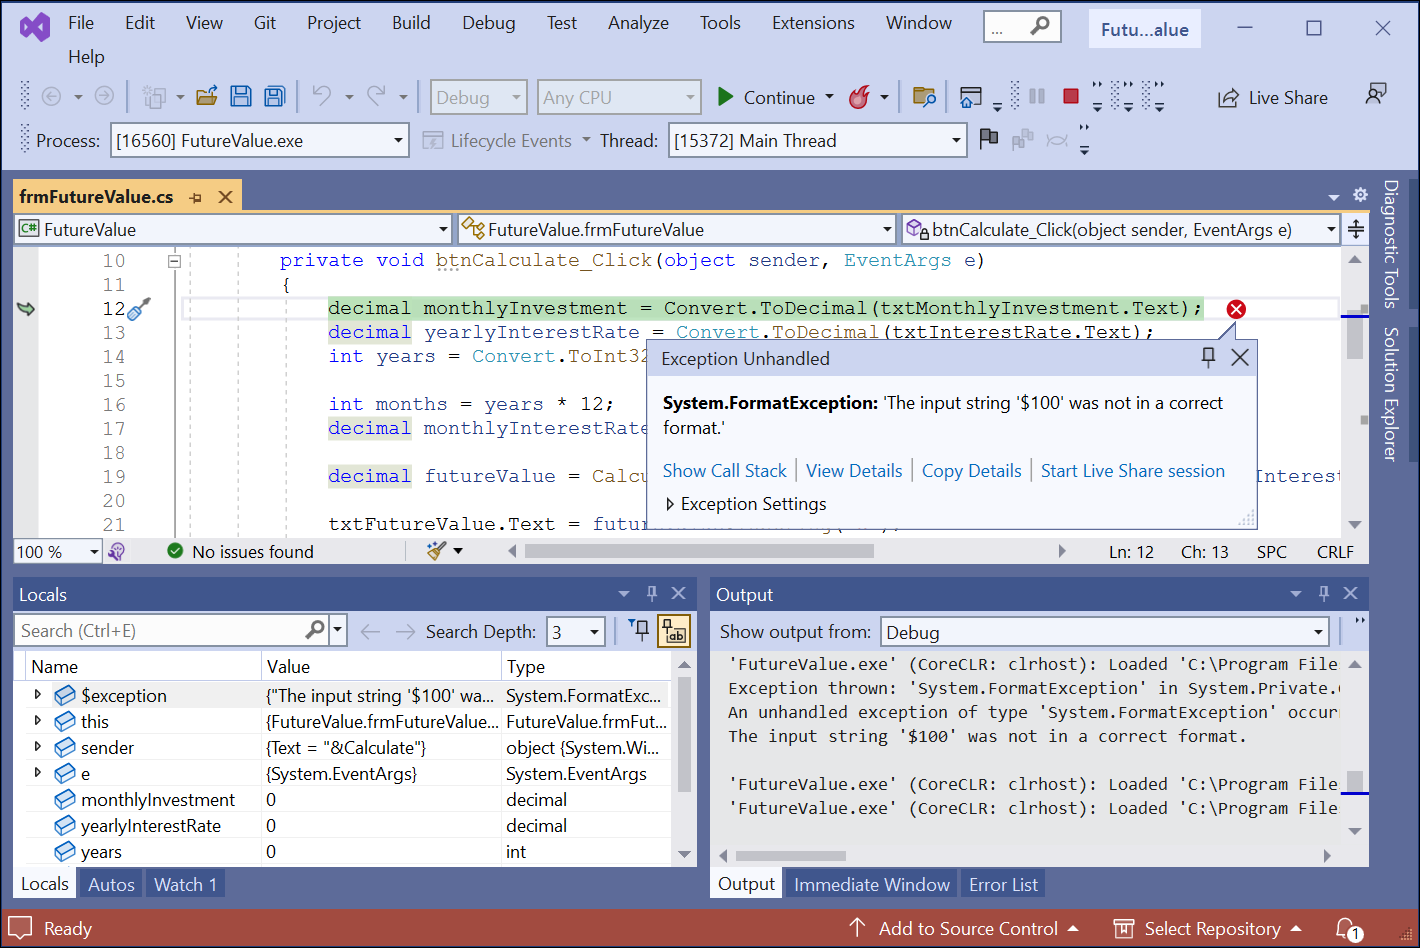 File Edit View Git Project Build Debug Test Analyze Tools Extensions Window ... Futu...alue
Help
Debug Any CPU Continue Live Share
Process: [16560] FutureValue.exe Lifecycle Events Thread: [15372] Main Thread
frmFutureValue.cs
C# FutureValue FutureValue.frmFutureValue btnCalculate_Click(object sender, EventArgs e)
10 private void btnCalculate_Click(object sender, EventArgs e)
11 {
12 decimal monthlyInvestment = Convert.ToDecimal(txtMonthlyInvestment.Text);
13 decimal yearlyInterestRate = Convert.ToDecimal(txtInterestRate.Text);
14 int years = Convert.ToInt32
15
16 int months = years * 12;
17 decimal monthlyInterestRate
18
19 decimal futureValue = Calcu Interest
20
21 txtFutureValue.Text =
Exception Unhandled
System.FormatException: 'The input string '$100' was not in a correct
format.'
Show Call Stack View Details Copy Details Start Live Share session
Exception Settings
Diagnostic Tools
Solution Explorer
100 % No issues found Ln: 12 Ch: 13 SPC CRLF
Locals
Search (Ctrl+E) Search Depth: 3
Name Value Type
$exception {"The input string '$100' wa... System.FormatExc...
this {FutureValue.frmFutureValue... FutureValue.frmFut...
sender {Text = "&Calculate"} object {System.Wi...
e {System.EventArgs} System.EventArgs
monthlyInvestment 0 decimal
yearlyInterestRate 0 decimal
years 0 int
Locals Autos Watch 1
Output
Show output from: Debug
'FutureValue.exe' (CoreCLR: clrhost): Loaded 'C:\Program File
Exception thrown: 'System.FormatException' in System.Private.
An unhandled exception of type 'System.FormatException' occur
The input string '$100' was not in a correct format.
'FutureValue.exe' (CoreCLR: clrhost): Loaded 'C:\Program File
'FutureValue.exe' (CoreCLR: clrhost): Loaded 'C:\Program File
Output Immediate Window Error List
Ready Add to Source Control Select Repository 1